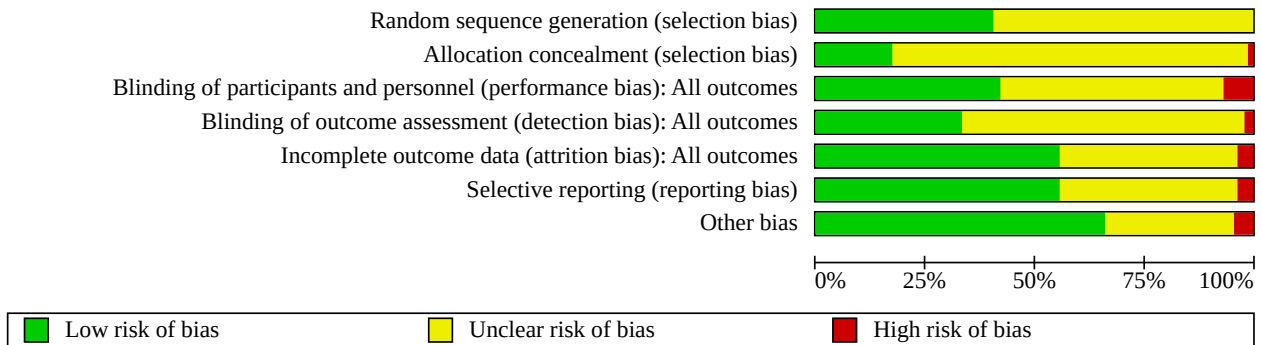 Random sequence generation (selection bias)
Allocation concealment (selection bias)
Blinding of participants and personnel (performance bias): All outcomes
Blinding of outcome assessment (detection bias): All outcomes
Incomplete outcome data (attrition bias): All outcomes
Selective reporting (reporting bias)
Other bias
0% 25% 50% 75% 100%
Low risk of bias Unclear risk of bias High risk of bias